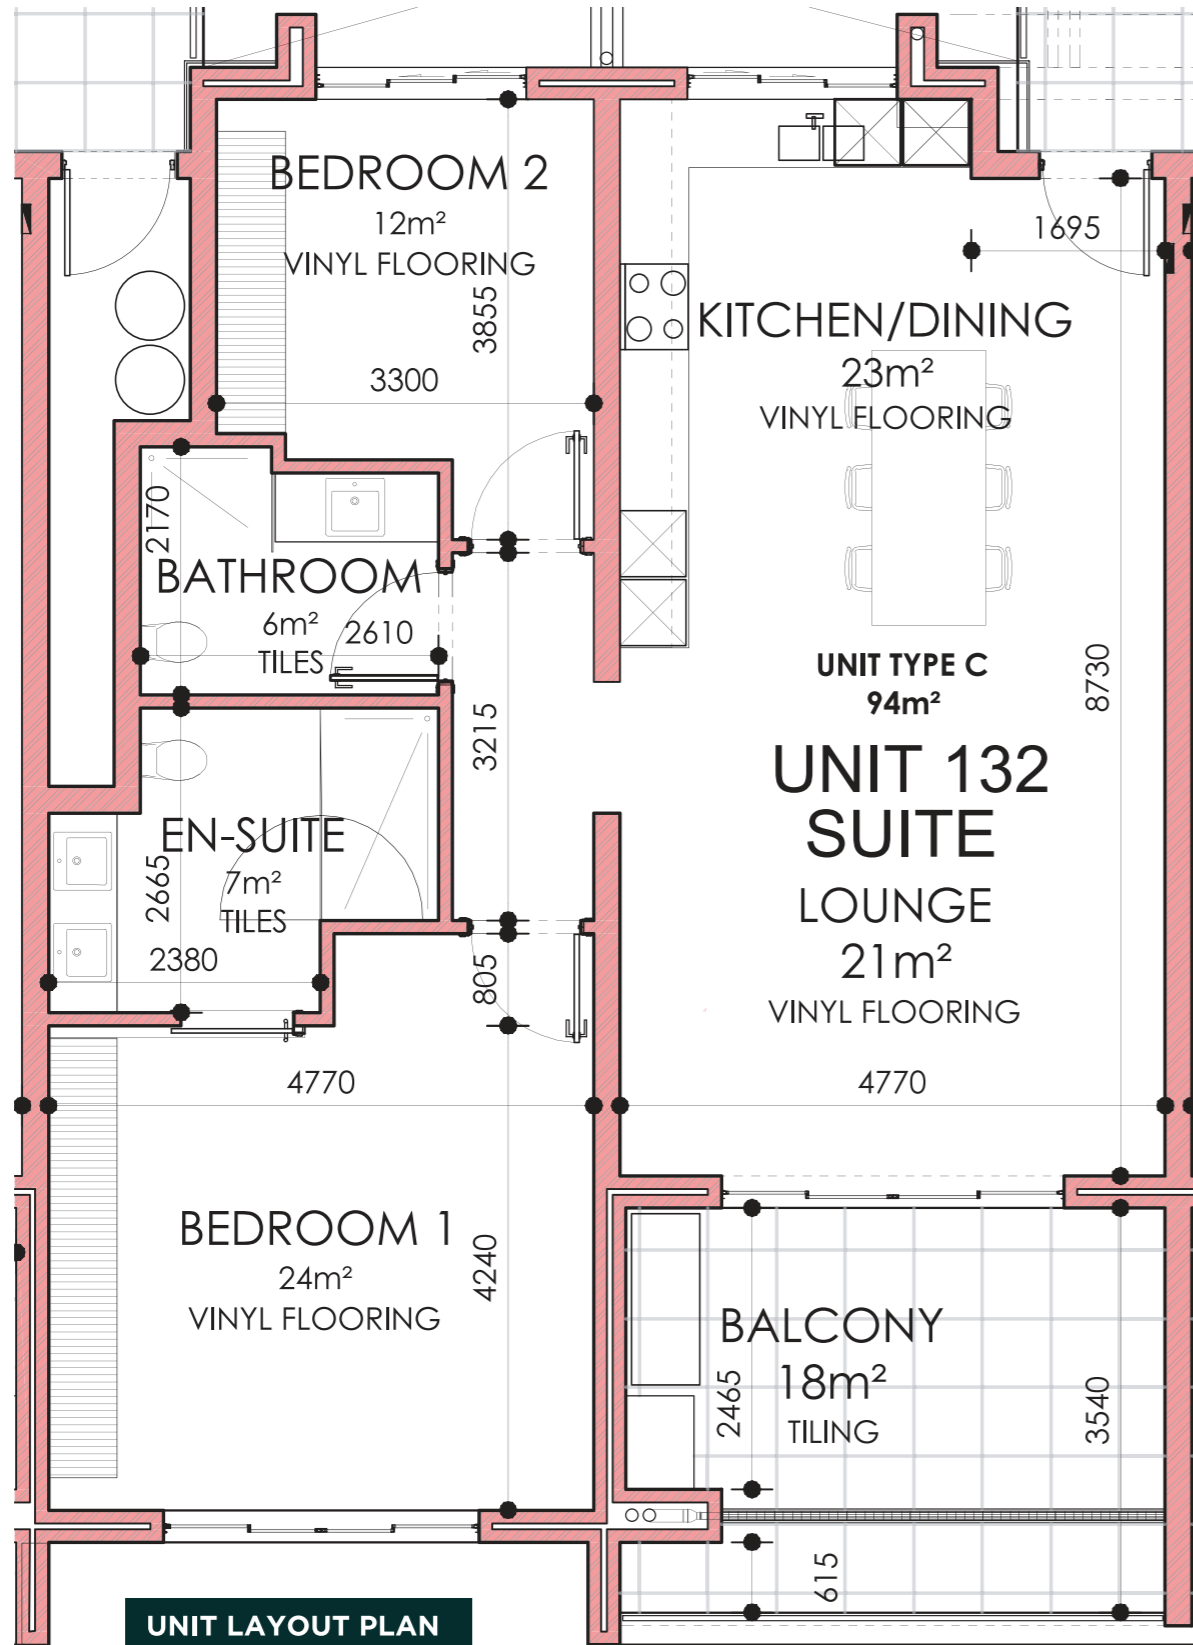 BEDROOM 2
12m²
VINYL FLOORING
3855
3300
1695
KITCHEN/DINING
23m²
VINYL FLOORING
2170
BATHROOM
6m²
TILES
2610
UNIT TYPE C
94m²
8730
3215
UNIT 132
SUITE
EN-SUITE
7m²
TILES
2665
2380
LOUNGE
21m²
VINYL FLOORING
805
4770
4770
BEDROOM 1
24m²
VINYL FLOORING
4240
BALCONY
18m²
TILING
2465
3540
615
UNIT LAYOUT PLAN